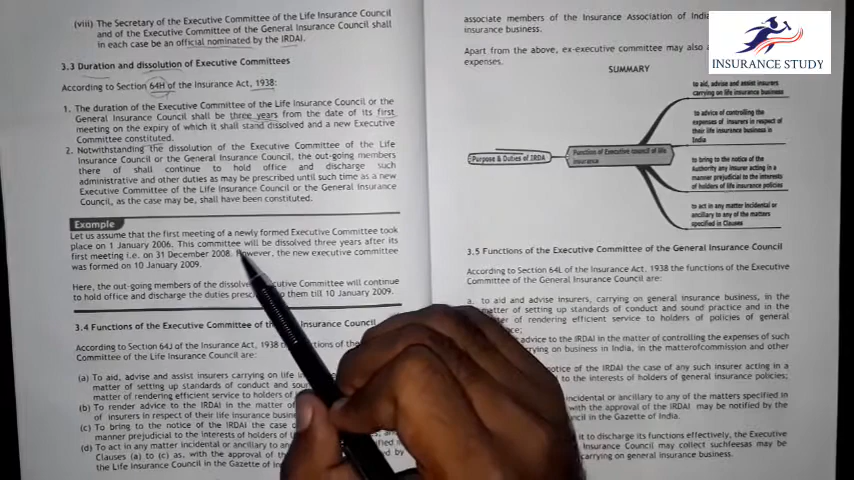 (viii) The Secretary of the Executive Committee of the Life Insurance Council
and of the Executive Committee of the General Insurance Council shall
in each case be an official nominated by the IRDAI.
3.3 Duration and dissolution of Executive Committees
According to Section 64H of the Insurance Act, 1938:
1. The duration of the Executive Committee of the Life Insurance Council or the
General Insurance Council shall be three years from the date of its first
meeting on the expiry of which it shall stand dissolved and a new Executive
Committee constituted.
2. Notwithstanding the dissolution of the Executive Committee of the Life
Insurance Council or the General Insurance Council, the out-going members
there of shall continue to hold office and discharge such
administrative and other duties as may be prescribed until such time as a new
Executive Committee of the Life Insurance Council or the General Insurance
Council, as the case may be, shall have been constituted.
Example
Let us assume that the first meeting of a newly formed Executive Committee took
place on 1 January 2006. This committee will be dissolved three years after its
first meeting i.e. on 31 December 2008. However, the new executive committee
was formed on 10 January 2009.
Here, the out-going members of the dissolved Executive Committee will continue
to hold office and discharge the duties to them till 10 January 2009.
3.4 Functions of the Executive Committee of the Insurance Council
According to Section 64J of the Insurance Act, 1938
Committee of the Life Insurance Council are:
(a) To aid, advise and assist insurers carrying on life
matter of setting up standards of conduct and
matter of rendering efficient service to holders of
(b) To render advice to the IRDAI in the matter of
of insurers in respect of their life insurance
(c) To bring to the notice of the IRDAI the case of
manner prejudicial to the interests of holders of
(d) To act in any matter incidental or ancillary to
Clauses (a) to (c) as, with the approval of the IRDAI
the Life Insurance Council in the Gazette of
associate members of the Insurance Association of
insurance business.
Apart from the above, ex-executive committee may also
expenses.
INSURANCE STUDY
SUMMARY
Purpose & Duties of IRDA
Function of Executive council of life
insurance
to aid, advise and assist insurers
carrying on life insurance business
to advice of controlling the
expenses of insurers in respect of
their life insurance business in
India
to bring to the notice of the
Authority any insurer acting in a
manner prejudicial to the interests
of holders of life insurance policies
to act in any matter incidental or
ancillary to any of the matter
specified in Clauses
3.5 Functions of the Executive Committee of the General Insurance Council
According to Section 64L of the Insurance Act, 1938 the functions of the Executive
Committee of the General Insurance Council are:
a. to aid and advise insurers, carrying on general insurance business, in the
matter of setting up standards of conduct and sound practice and in the
of rendering efficient service to holders of policies of general
advice to the IRDAI in the matter of controlling the expenses of such
carrying on business in India, in the matterofcommission and other
notice of the IRDAI the case of any such insurer acting in a
to the interests of holders of general insurance policies;
incidental or ancillary to any of the matters specified in
with the approval of the IRDAI may be notified by the
in the Gazette of India.
it to discharge its functions effectively, the Executive
Insurance Council may collect suchfeesas may be
carrying on general insurance business.